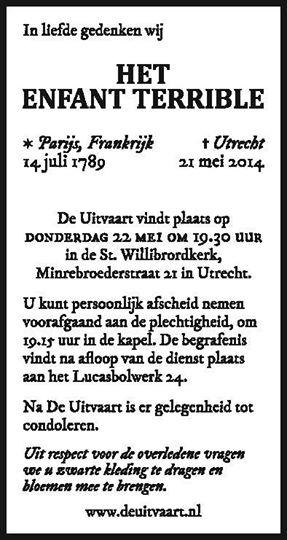 In liefde gedenken wij
HET
ENFANT TERRIBLE
* Parijs, Frankrijk † Utrecht
14 juli 1789 21 mei 2014
De Uitvaart vindt plaats op
DONDERDAG 22 MEI OM 19.30 UUR
in de St. Willibrordkerk,
Minrebroederstraat 21 in Utrecht.
U kunt persoonlijk afscheid nemen
voorafgaand aan de plechtigheid, om
19.15 uur in de kapel. De begrafenis
vindt na afloop van de dienst plaats
aan het Lucasbolwerk 24.
Na De Uitvaart is er gelegenheid tot
condoleren.
Uit respect voor de overledene vragen
we u zwarte kleding te dragen en
bloemen mee te brengen.
www.deuitvaart.nl